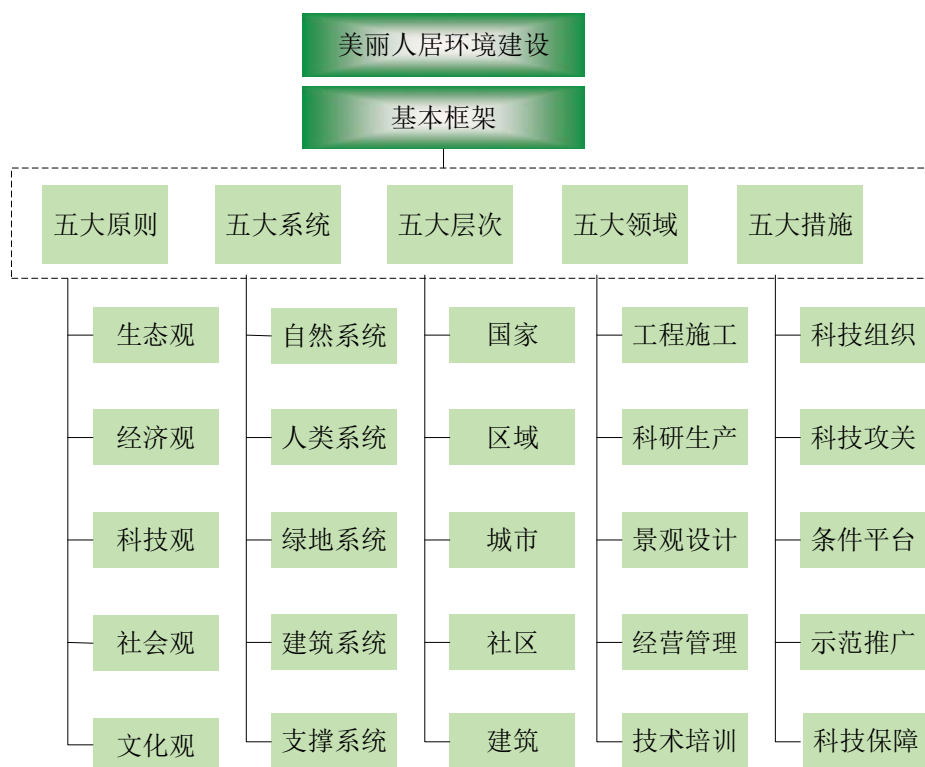 美丽人居环境建设
基本框架
五大原则 五大系统 五大层次 五大领域 五大措施
生态观 自然系统 国家 工程施工 科技组织
经济观 人类系统 区域 科研生产 科技攻关
科技观 绿地系统 城市 景观设计 条件平台
社会观 建筑系统 社区 经营管理 示范推广
文化观 支撑系统 建筑 技术培训 科技保障